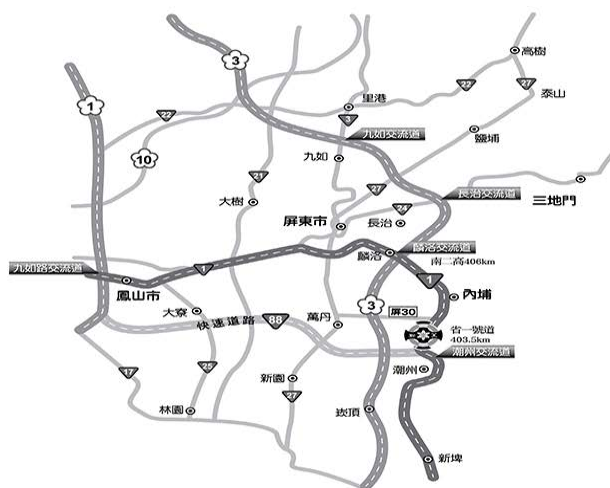 3
高樹
22
27
泰山
1
里港
22
3
九如交流道
鹽埔
10
九如
27
21
長治交流道
三地門
大樹
24
屏東市
長治
麟洛交流道
麟洛
南二高406km
九如路交流道
1
1
鳳山市
內埔
3
屏30
大寮
快速道路
88
萬丹
省一號道
403.5km
潮州交流道
17
25
新園
潮州
27
林園
崁頂
新埤